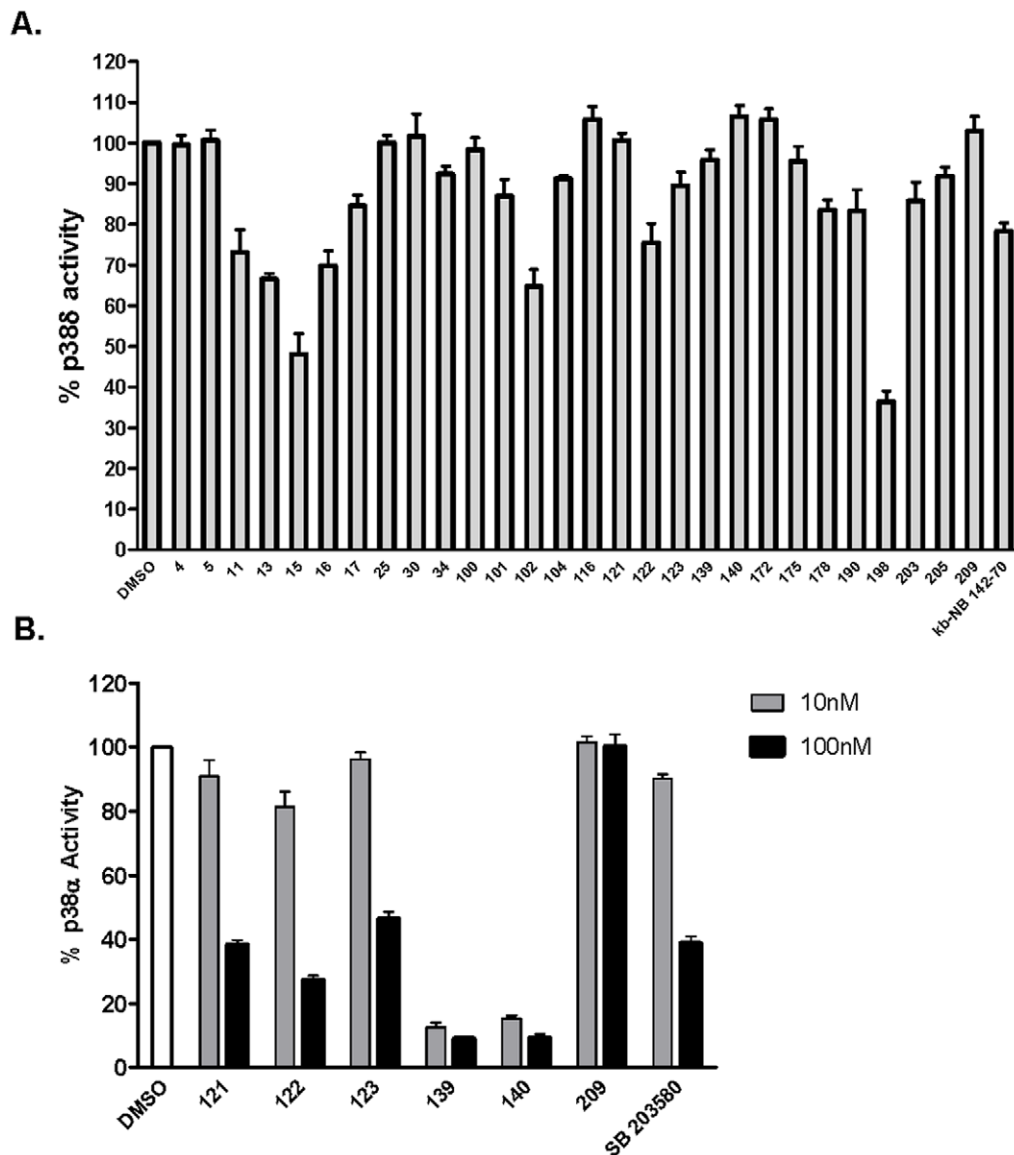 A.
% p38δ activity
120
110
100
90
80
70
60
50
40
30
20
10
0
DMSO 4 5 11 13 15 16 17 25 30 34 100 101 102 104 116 121 122 123 139 140 172 175 178 190 198 203 205 209 kb-NB 142-70
B.
% p38α Activity
120
100
80
60
40
20
0
DMSO 121 122 123 139 140 209 SB 203580
10nM
100nM